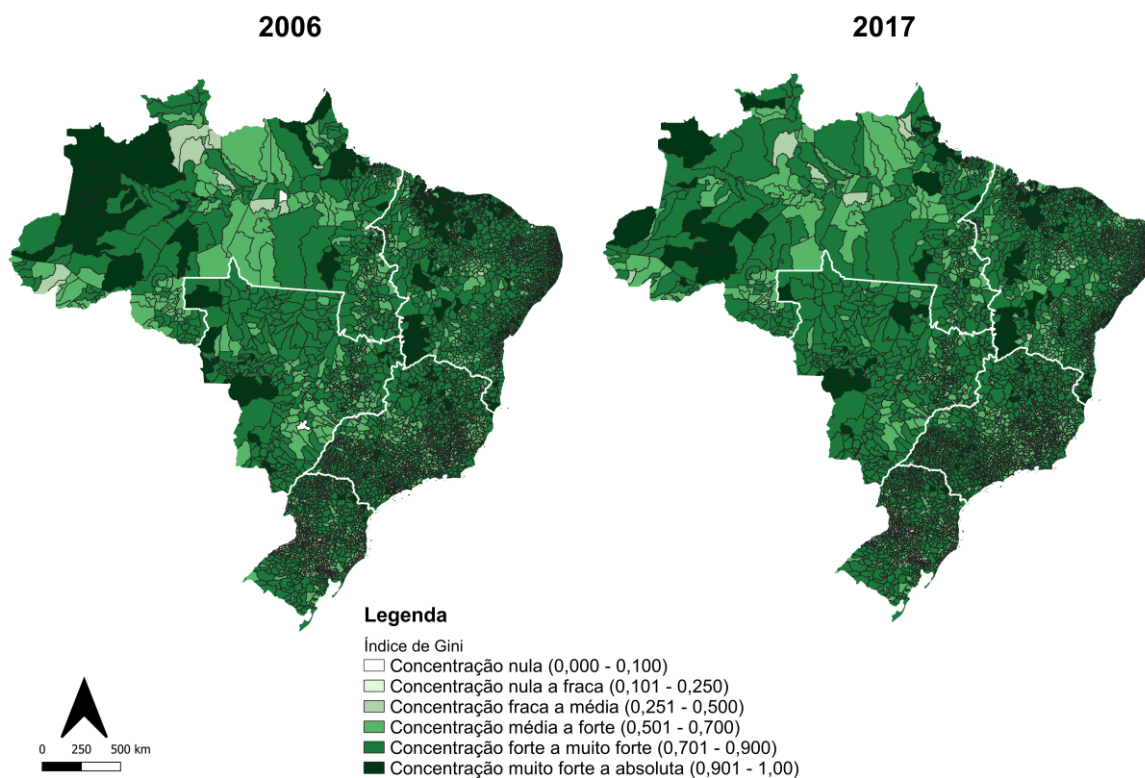 2006
2017
Legenda
Índice de Gini
Concentração nula (0,000 - 0,100)
Concentração nula a fraca (0,101 - 0,250)
Concentração fraca a média (0,251 - 0,500)
Concentração média a forte (0,501 - 0,700)
Concentração forte a muito forte (0,701 - 0,900)
Concentração muito forte a absoluta (0,901 - 1,00)
0 250 500 km